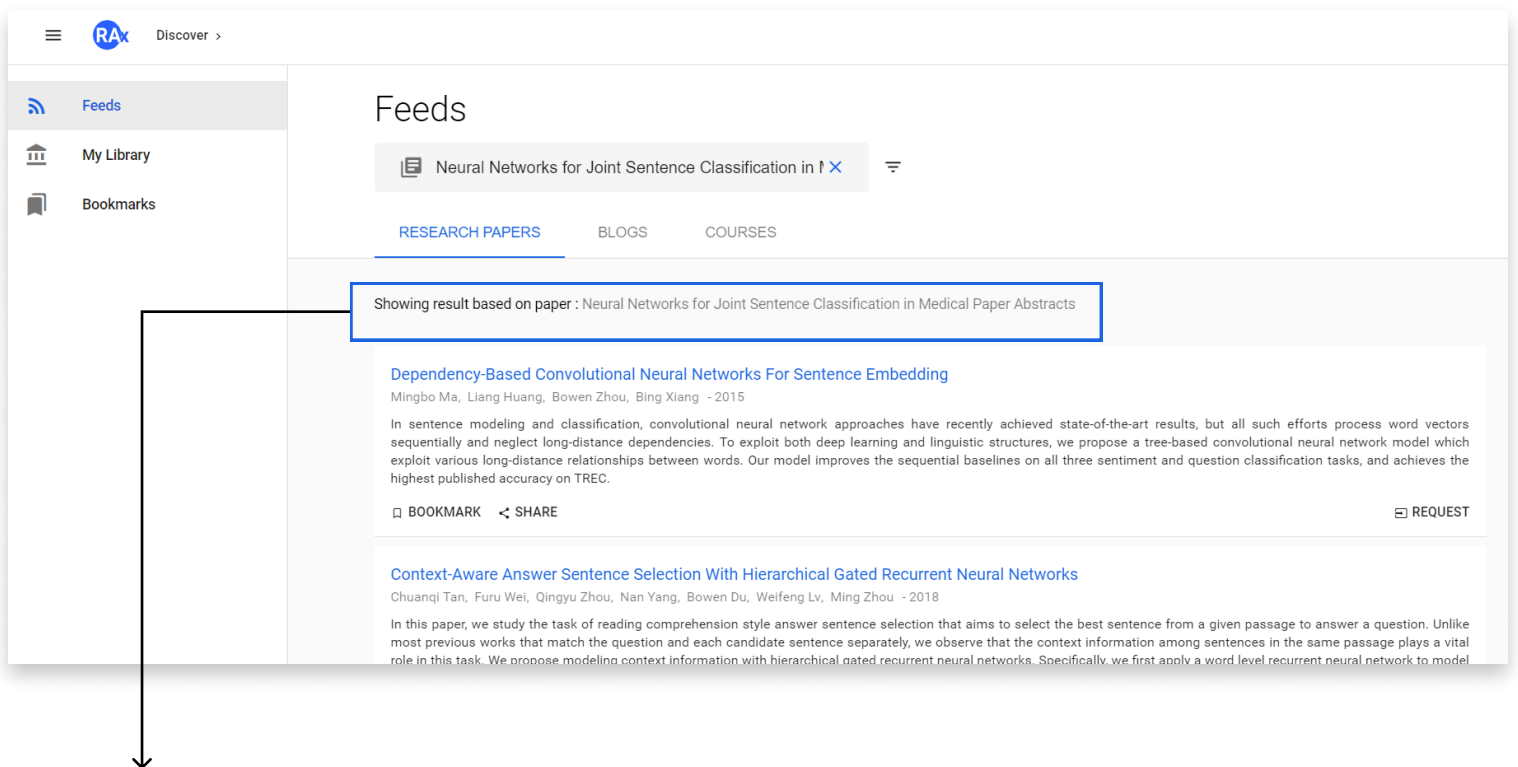 RAx Discover ›
Feeds
My Library
Bookmarks
Feeds
Neural Networks for Joint Sentence Classification in
RESEARCH PAPERS BLOGS COURSES
Showing result based on paper : Neural Networks for Joint Sentence Classification in Medical Paper Abstracts
Dependency-Based Convolutional Neural Networks For Sentence Embedding
Mingbo Ma, Liang Huang, Bowen Zhou, Bing Xiang - 2015
In sentence modeling and classification, convolutional neural network approaches have recently achieved state-of-the-art results, but all such efforts process word vectors
sequentially and neglect long-distance dependencies. To exploit both deep learning and linguistic structures, we propose a tree-based convolutional neural network model which
exploit various long-distance relationships between words. Our model improves the sequential baselines on all three sentiment and question classification tasks, and achieves the
highest published accuracy on TREC.
BOOKMARK SHARE REQUEST
Context-Aware Answer Sentence Selection With Hierarchical Gated Recurrent Neural Networks
Chuanqi Tan, Furu Wei, Qingyu Zhou, Nan Yang, Bowen Du, Weifeng Lv, Ming Zhou - 2018
In this paper, we study the task of reading comprehension style answer sentence selection that aims to select the best sentence from a given passage to answer a question. Unlike
most previous works that match the question and each candidate sentence separately, we observe that the context information among sentences in the same passage plays a vital
role in this task. We propose modeling context information with hierarchical gated recurrent neural networks. Specifically, we first apply a word level recurrent neural network to model